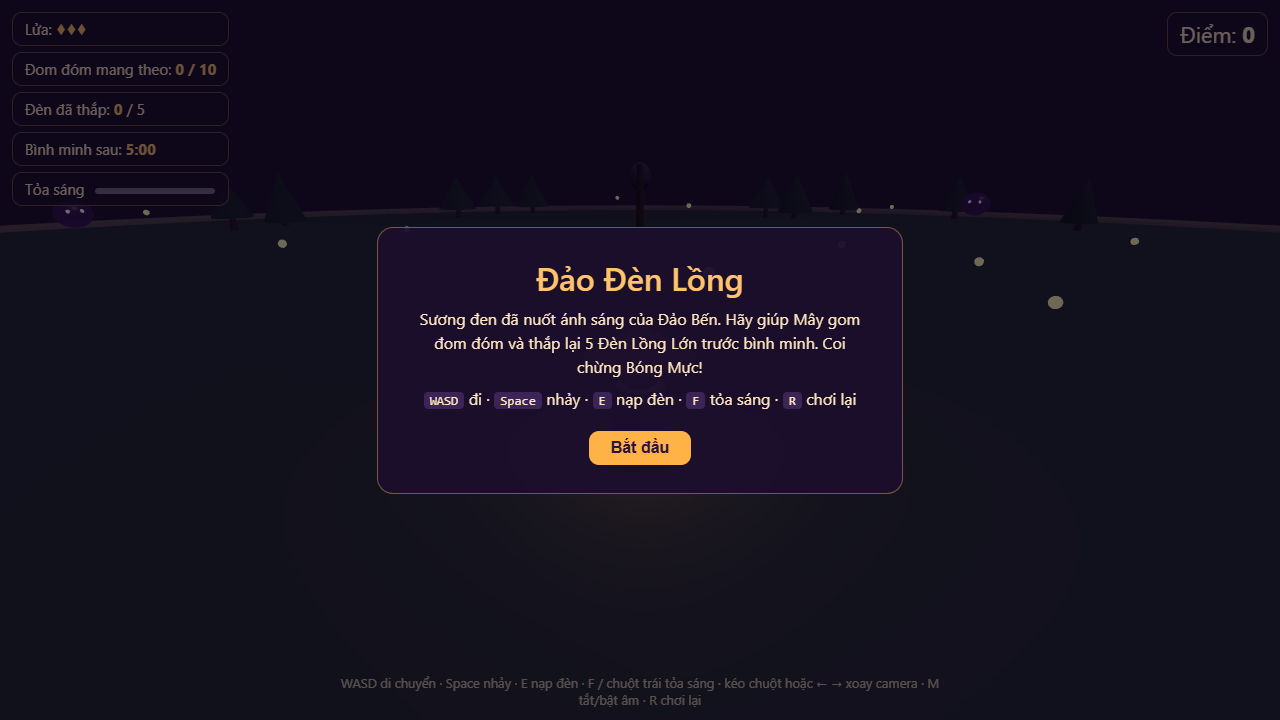 Lửa: ♦♦♦
Đom đóm mang theo: 0 / 10
Đèn đã thắp: 0 / 5
Bình minh sau: 5:00
Tỏa sáng
Điểm: 0
Đảo Đèn Lồng
Sương đen đã nuốt ánh sáng của Đảo Bến. Hãy giúp Mây gom
đom đóm và thắp lại 5 Đèn Lồng Lớn trước bình minh. Coi
chừng Bóng Mực!
WASD đi · Space nhảy · E nạp đèn · F tỏa sáng · R chơi lại
Bắt đầu
WASD di chuyển · Space nhảy · E nạp đèn · F / chuột trái tỏa sáng · kéo chuột hoặc ← → xoay camera · M
tắt/bật âm · R chơi lại